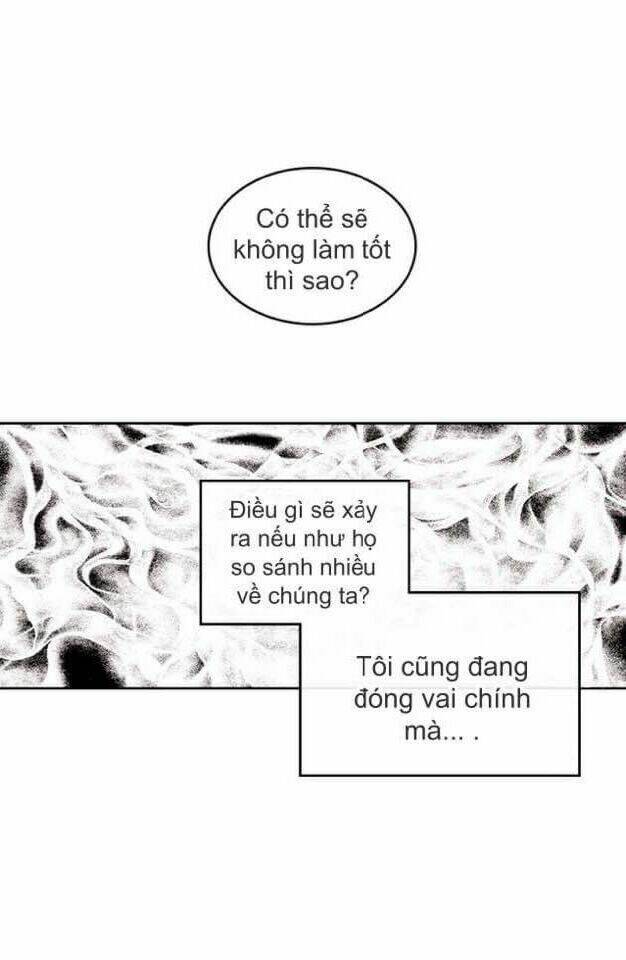 Có thể sẽ
không làm tốt
thì sao?
Điều gì sẽ xảy
ra nếu như họ
so sánh nhiều
về chúng ta?
Tôi cũng đang
đóng vai chính
mà... .